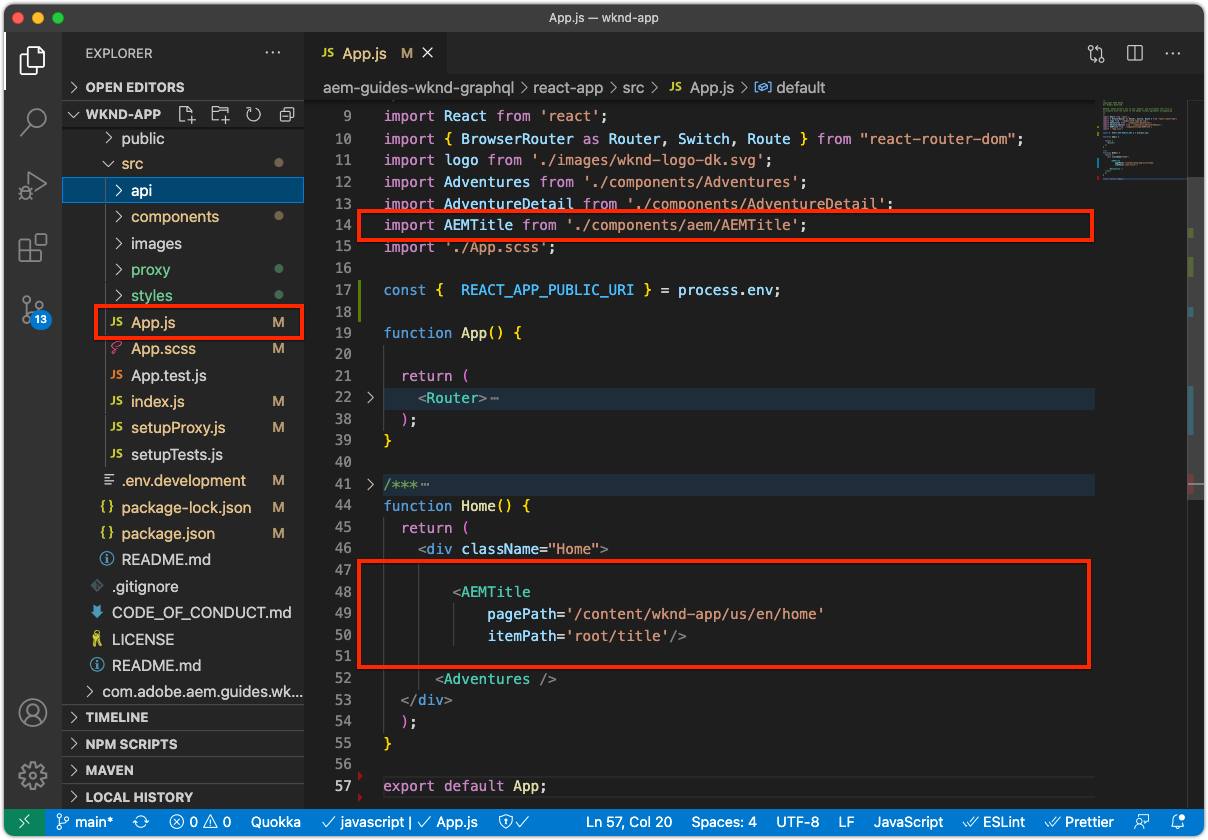 App.js — wknd-app
EXPLORER
OPEN EDITORS
WKND-APP
public
src
api
components
images
proxy
styles
JS App.js M
App.scss M
JS App.test.js
JS index.js M
JS setupProxy.js M
JS setupTests.js
.env.development M
{} package-lock.json M
{} package.json M
README.md
.gitignore
CODE_OF_CONDUCT.md
LICENSE
README.md
com.adobe.aem.guides.wk...
TIMELINE
NPM SCRIPTS
MAVEN
LOCAL HISTORY
13
JS App.js M
aem-guides-wknd-graphql > react-app > src > JS App.js > default
9 import React from 'react';
10 import { BrowserRouter as Router, Switch, Route } from "react-router-dom";
11 import logo from './images/wknd-logo-dk.svg';
12 import Adventures from './components/Adventures';
13 import AdventureDetail from './components/AdventureDetail';
14 import AEMTitle from './components/aem/AEMTitle';
15 import './App.scss';
16
17 const {  REACT_APP_PUBLIC_URI } = process.env;
18
19 function App() {
20
21 return (
22 <Router>⋯
38 );
39 }
40
41 /***⋯
44 function Home() {
45 return (
46 <div className="Home">
47
48 <AEMTitle
49 pagePath='/content/wknd-app/us/en/home'
50 itemPath='root/title'/>
51
52 <Adventures />
53 </div>
54 );
55 }
56
57 export default App;
main* 0 0 Quokka ✓ javascript | ✓ App.js Ln 57, Col 20 Spaces: 4 UTF-8 LF JavaScript ESLint Prettier